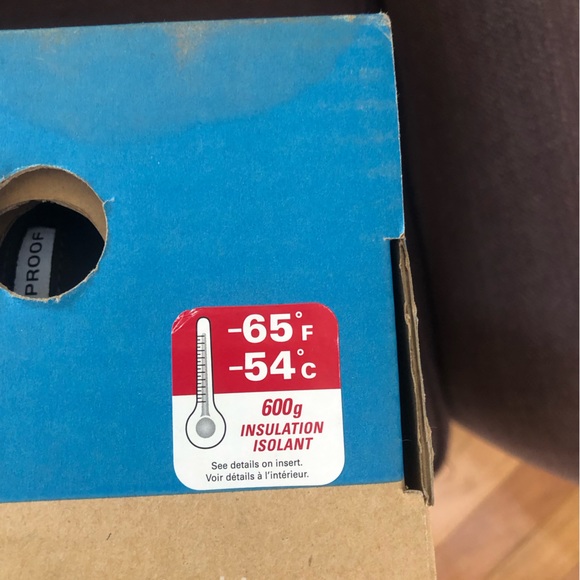 PROOF
-65°F
-54°C
600g
INSULATION
ISOLANT
See details on insert.
Voir détails à l'intérieur.